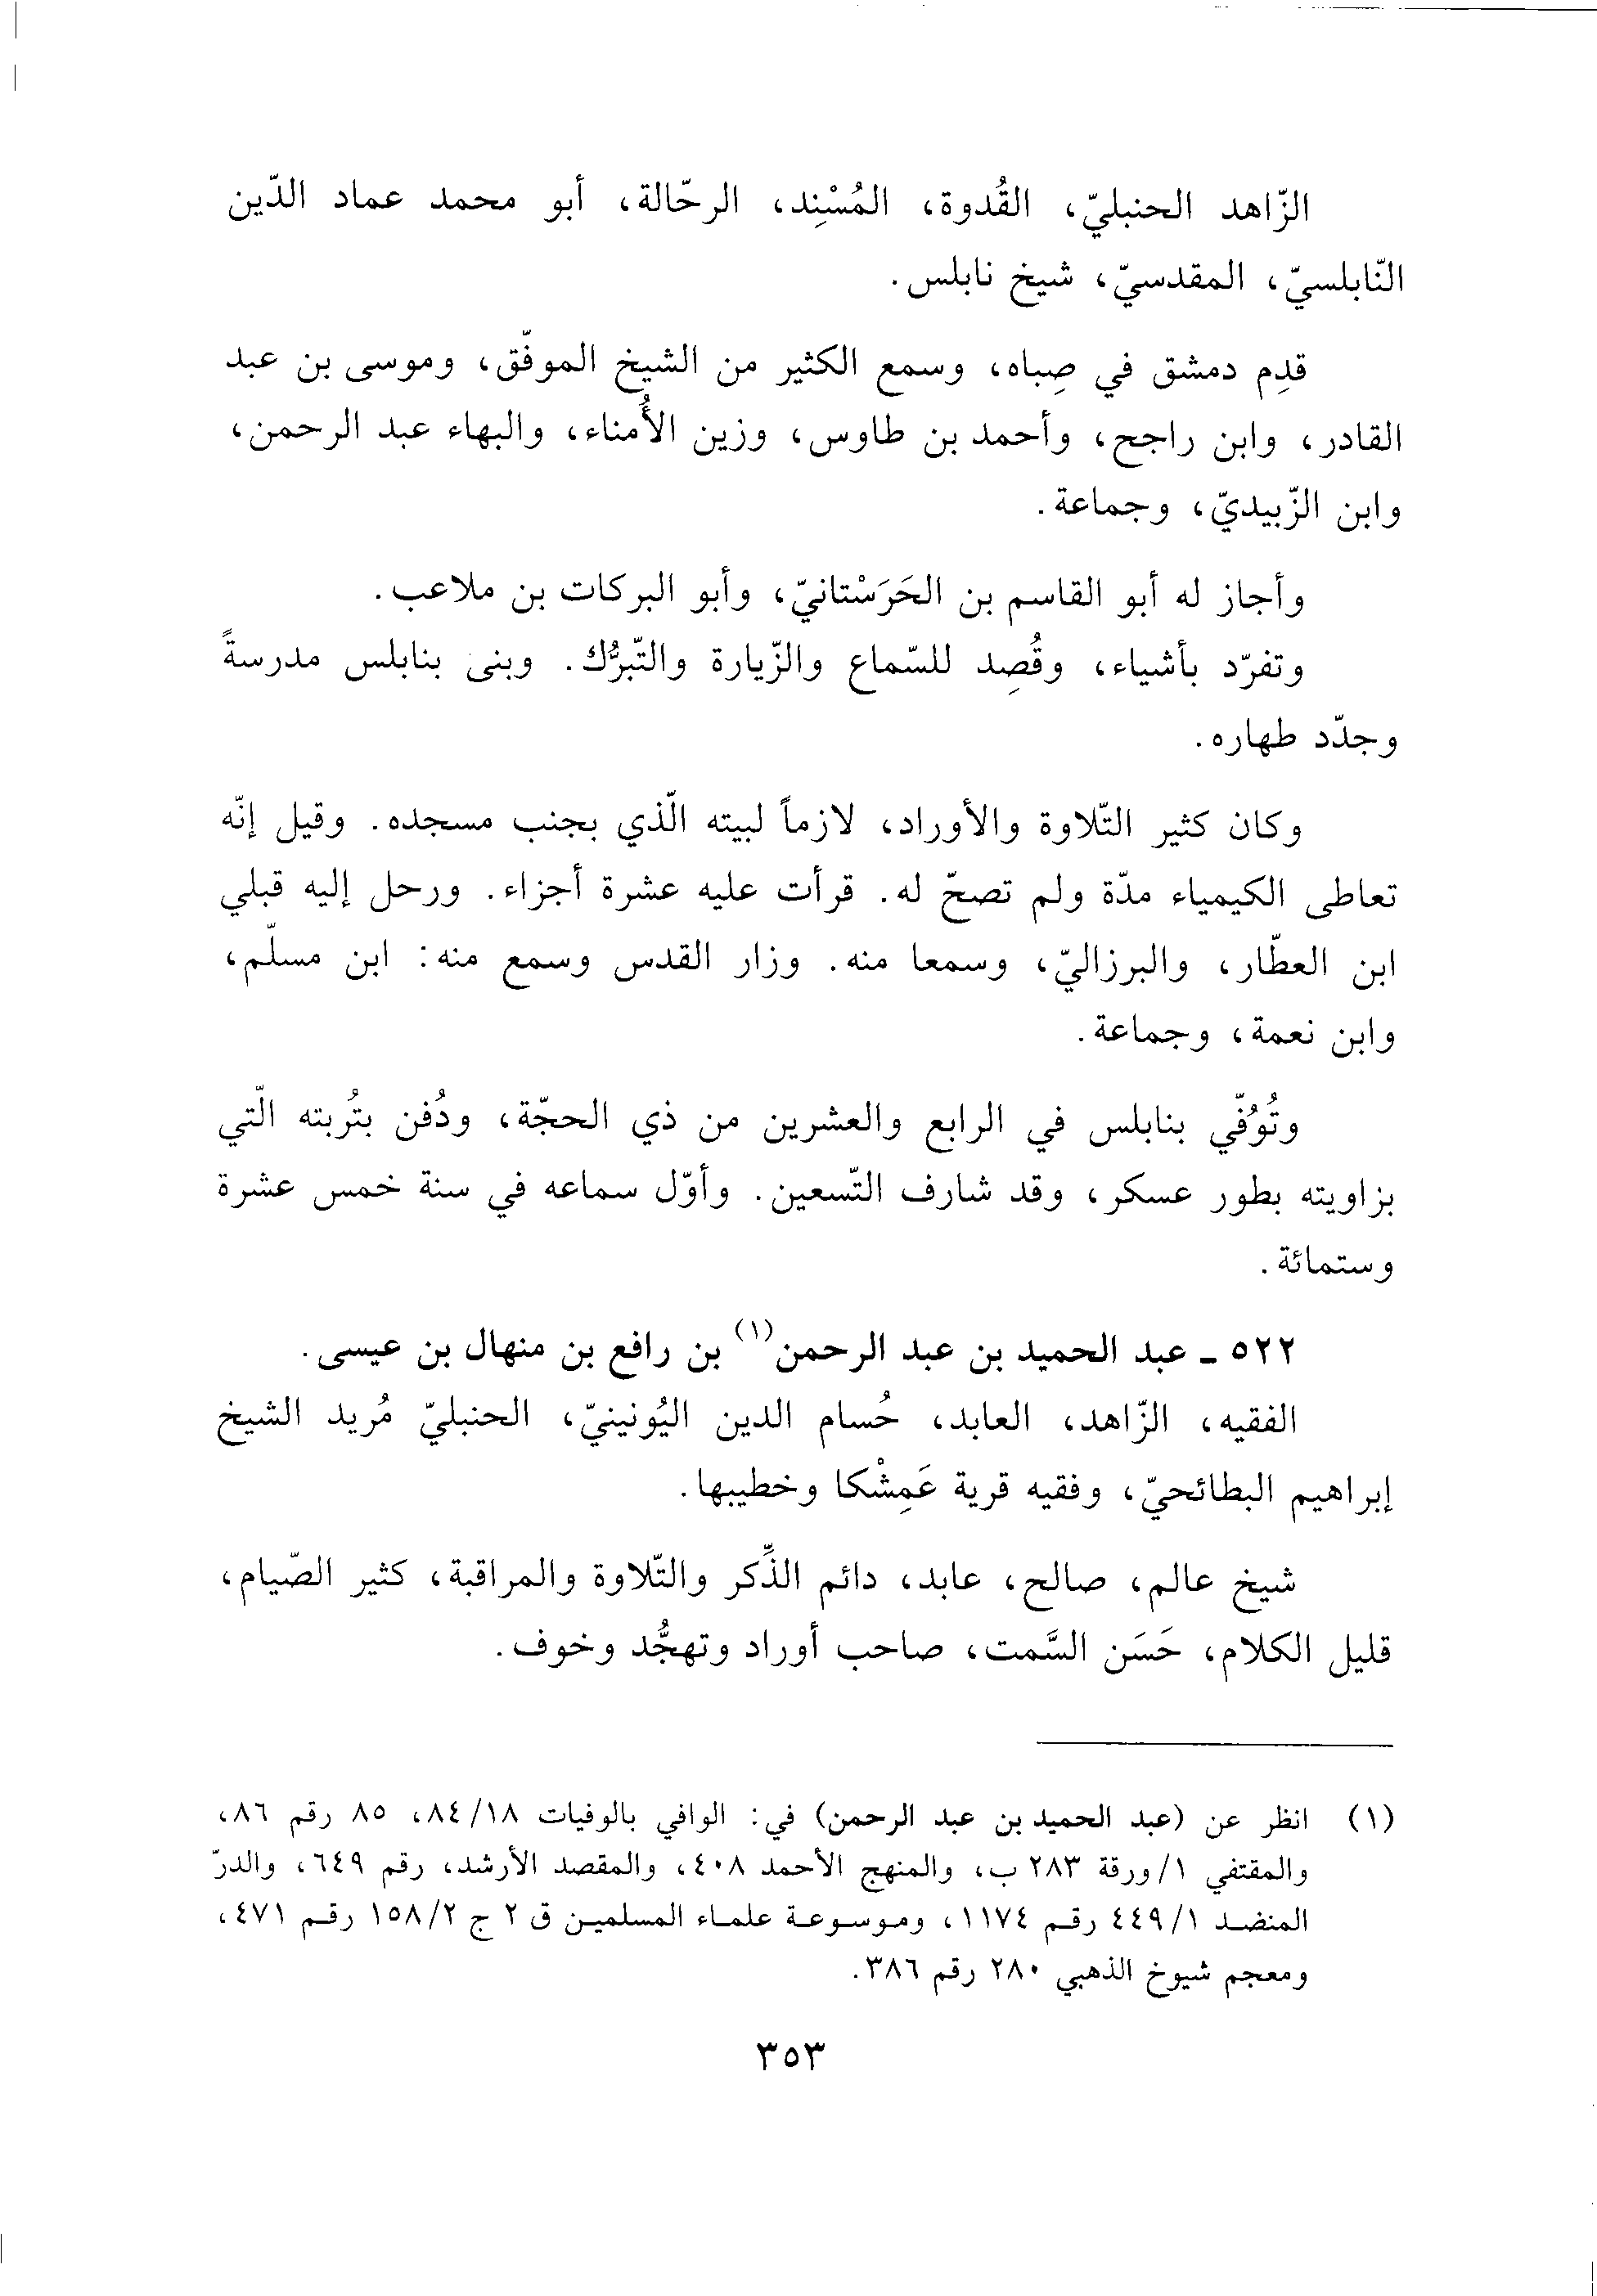 الزّاهد الحنبليّ، القُدوة، المُسْنِد، الرحّالة، أبو محمد عماد الدّين
النّابلسيّ، المقدسيّ، شيخ نابلس.
قدِم دمشق في صِباه، وسمع الكثير من الشيخ الموفّق، وموسى بن عبد
القادر، وابن راجح، وأحمد بن طاوس، وزين الأُمناء، والبهاء عبد الرحمن،
وابن الزّبيديّ، وجماعة.
وأجاز له أبو القاسم بن الحَرَسْتانيّ، وأبو البركات بن ملاعب.
وتفرّد بأشياء، وقُصِد للسّماع والزّيارة والتّبرُّك. وبنى بنابلس مدرسةً
وجدّد طهاره.
وكان كثير التّلاوة والأوراد، لازماً لبيته الّذي بجنب مسجده. وقيل إنّه
تعاطى الكيمياء مدّة ولم تصحّ له. قرأت عليه عشرة أجزاء. ورحل إليه قبلي
ابن العطّار، والبرزاليّ، وسمعا منه. وزار القدس وسمع منه: ابن مسلّم،
وابن نعمة، وجماعة.
وتُوُفّي بنابلس في الرابع والعشرين من ذي الحجّة، ودُفن بتُربته الّتي
بزاويته بطور عسكر، وقد شارف التّسعين. وأوّل سماعه في سنة خمس عشرة
وستمائة.
٥٢٢ ـ عبد الحميد بن عبد الرحمن(١) بن رافع بن منهال بن عيسى.
الفقيه، الزّاهد، العابد، حُسام الدين اليُونينيّ، الحنبليّ مُريد الشيخ
إبراهيم البطائحيّ، وفقيه قرية عَمِشْكا وخطيبها.
شيخ عالم، صالح، عابد، دائم الذِّكر والتّلاوة والمراقبة، كثير الصّيام،
قليل الكلام، حَسَن السَّمت، صاحب أوراد وتهجُّد وخوف.
(١) انظر عن (عبد الحميد بن عبد الرحمن) في: الوافي بالوفيات ٨٤/١٨، ٨٥ رقم ٨٦،
والمقتفي ١/ورقة ٢٨٣ ب، والمنهج الأحمد ٤٠٨، والمقصد الأرشد، رقم ٦٤٩، والدرّ
المنضد ٤٤٩/١ رقم ١١٧٤، وموسوعة علماء المسلمين ق ٢ ج ١٥٨/٢ رقم ٤٧١،
ومعجم شيوخ الذهبي ٢٨٠ رقم ٣٨٦.
٣٥٣